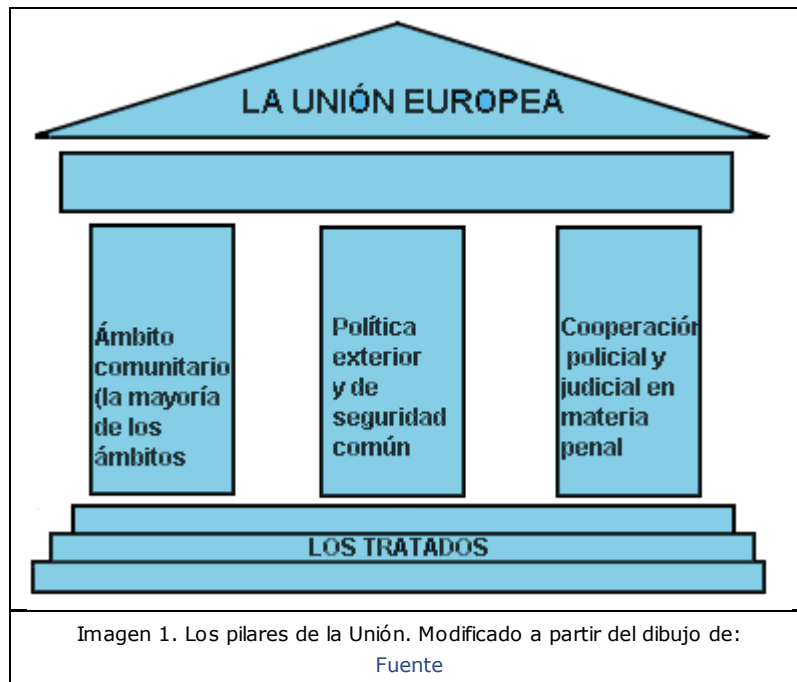 LA UNIÓN EUROPEA
Ámbito
comunitario
(la mayoría
de los
ámbitos
Política
exterior
y de
seguridad
común
Cooperación
policial y
judicial en
materia
penal
LOS TRATADOS
Imagen 1. Los pilares de la Unión. Modificado a partir del dibujo de:
Fuente